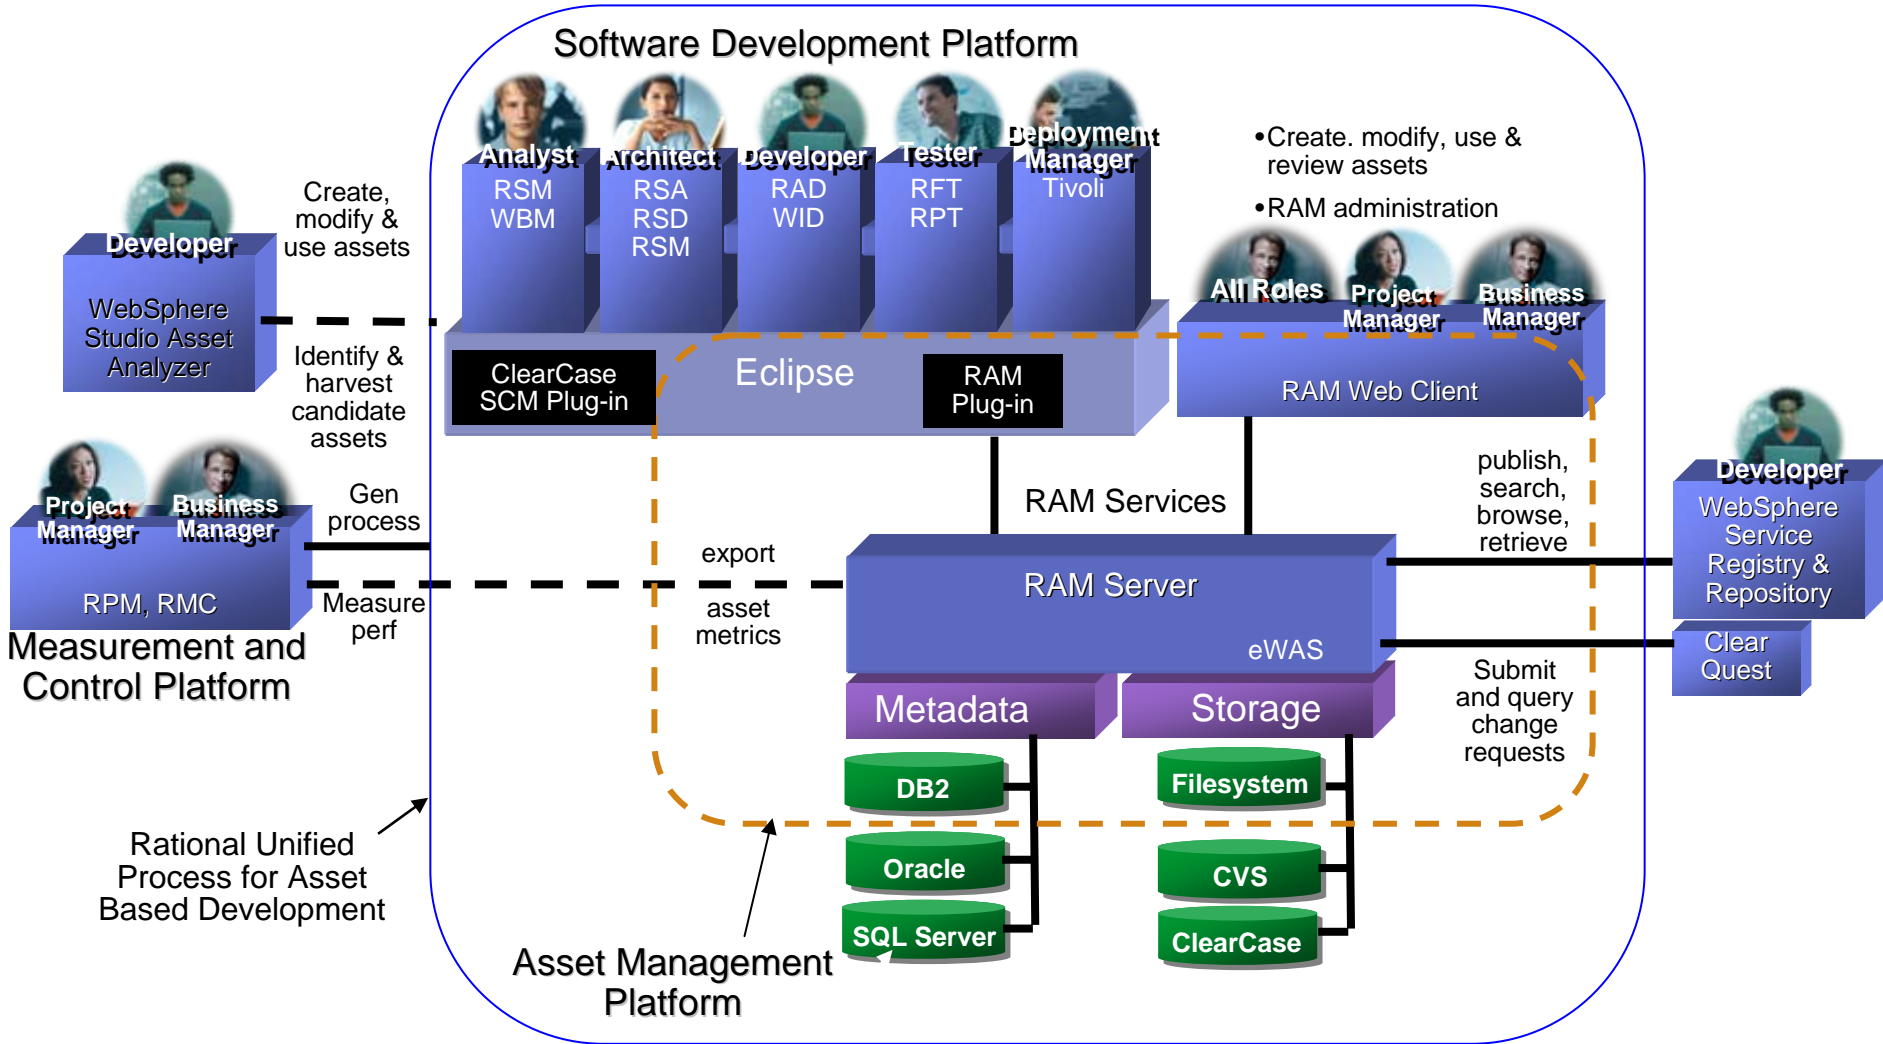 Software Development Platform
Analyst
RSM
WBM
Architect
RSA
RSD
RSM
Developer
RAD
WID
Tester
RFT
RPT
Deployment
Manager
Tivoli
•Create. modify, use &
review assets
•RAM administration
Developer
WebSphere
Studio Asset
Analyzer
Create,
modify &
use assets
Identify &
harvest
candidate
assets
ClearCase
SCM Plug-in
Eclipse
RAM
Plug-in
All Roles
Project
Manager
Business
Manager
RAM Web Client
Project
Manager
Business
Manager
RPM, RMC
Measurement and
Control Platform
Gen
process
Measure
perf
export
asset
metrics
RAM Services
RAM Server
eWAS
publish,
search,
browse,
retrieve
Developer
WebSphere
Service
Registry &
Repository
Clear
Quest
Submit
and query
change
requests
Metadata
Storage
DB2
Oracle
SQL Server
Filesystem
CVS
ClearCase
Rational Unified
Process for Asset
Based Development
Asset Management
Platform